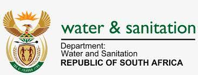 water & sanitation
Department:
Water and Sanitation
REPUBLIC OF SOUTH AFRICA